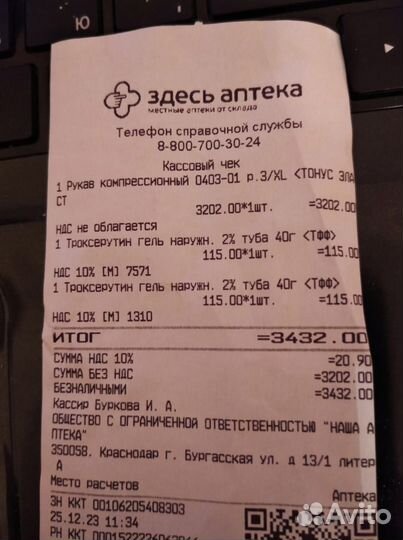 здесь аптека
местные аптеки от склада
Телефон справочной службы
8-800-700-30-24
Кассовый чек
1 Рукав компрессионный 0403-01 р.3/XL <ТОНУС ЭЛА
СТ
3202.00*1шт. =3202.00
НДС не облагается
1 Троксерутин гель наружн. 2% туба 40г <ТФФ>
115.00*1шт. =115.00
НДС 10% [М] 7571
1 Троксерутин гель наружн. 2% туба 40г <ТФФ>
115.00*1шт. =115.00
НДС 10% [М] 1310
ИТОГ =3432.00
СУММА НДС 10% =20.90
СУММА БЕЗ НДС =3202.00
БЕЗНАЛИЧНЫМИ =3432.00
Кассир Буркова И. А.
ОБЩЕСТВО С ОГРАНИЧЕННОЙ ОТВЕТСТВЕННОСТЬЮ "НАША А
ПТЕКА"
350058, Краснодар г, Бургасская ул, д 13/1 литер
А
Место расчетов Аптека
ЗН ККТ 00106205408303
25.12.23 11:34
РН ККТ
Avito